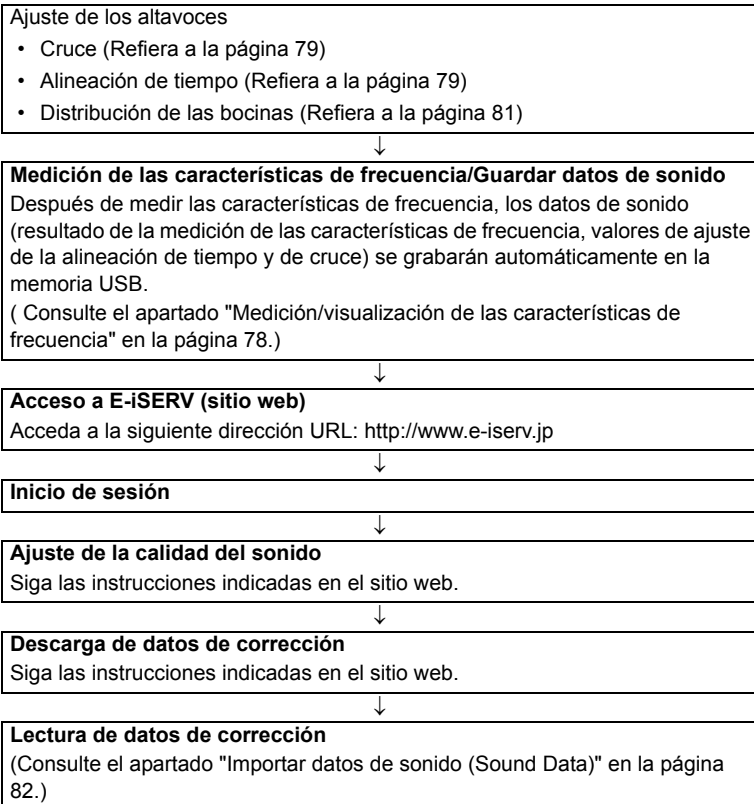 Ajuste de los altavoces
• Cruce (Refiera a la página 79)
• Alineación de tiempo (Refiera a la página 79)
• Distribución de las bocinas (Refiera a la página 81)
↓
Medición de las características de frecuencia/Guardar datos de sonido
Después de medir las características de frecuencia, los datos de sonido
(resultado de la medición de las características de frecuencia, valores de ajuste
de la alineación de tiempo y de cruce) se grabarán automáticamente en la
memoria USB.
( Consulte el apartado "Medición/visualización de las características de
frecuencia" en la página 78.)
↓
Acceso a E-iSERV (sitio web)
Acceda a la siguiente dirección URL: http://www.e-iserv.jp
↓
Inicio de sesión
↓
Ajuste de la calidad del sonido
Siga las instrucciones indicadas en el sitio web.
↓
Descarga de datos de corrección
Siga las instrucciones indicadas en el sitio web.
↓
Lectura de datos de corrección
(Consulte el apartado "Importar datos de sonido (Sound Data)" en la página
82.)